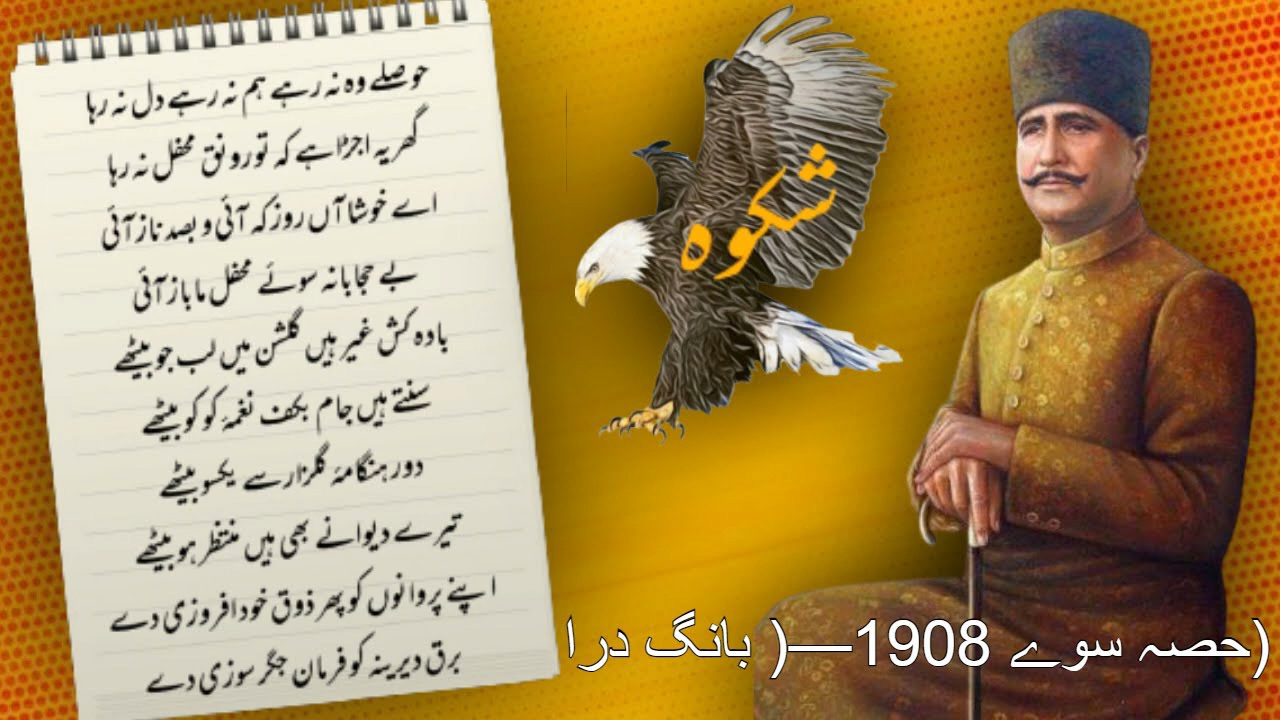 حوصلے وہ نہ رہے ہم نہ رہے دل نہ رہا
گھر یہ اجڑا ہے کہ تو رونق محفل نہ رہا
اے خوشا آں روز کہ آئی و بصد ناز آئی
بے حجابانہ سوئے محفل ما باز آئی
بادہ کش غیر ہیں گلشن میں لب جو بیٹھے
سنتے ہیں جام بکف نغمۂ کو کو بیٹھے
دور ہنگامۂ گلزار سے یکسو بیٹھے
تیرے دیوانے بھی ہیں منتظر ہو بیٹھے
اپنے پروانوں کو پھر ذوق خود افروزی دے
برق دیرینہ کو فرمان جگر سوزی دے
شکوہ
(حصہ سوے 1908—( بانگ درا